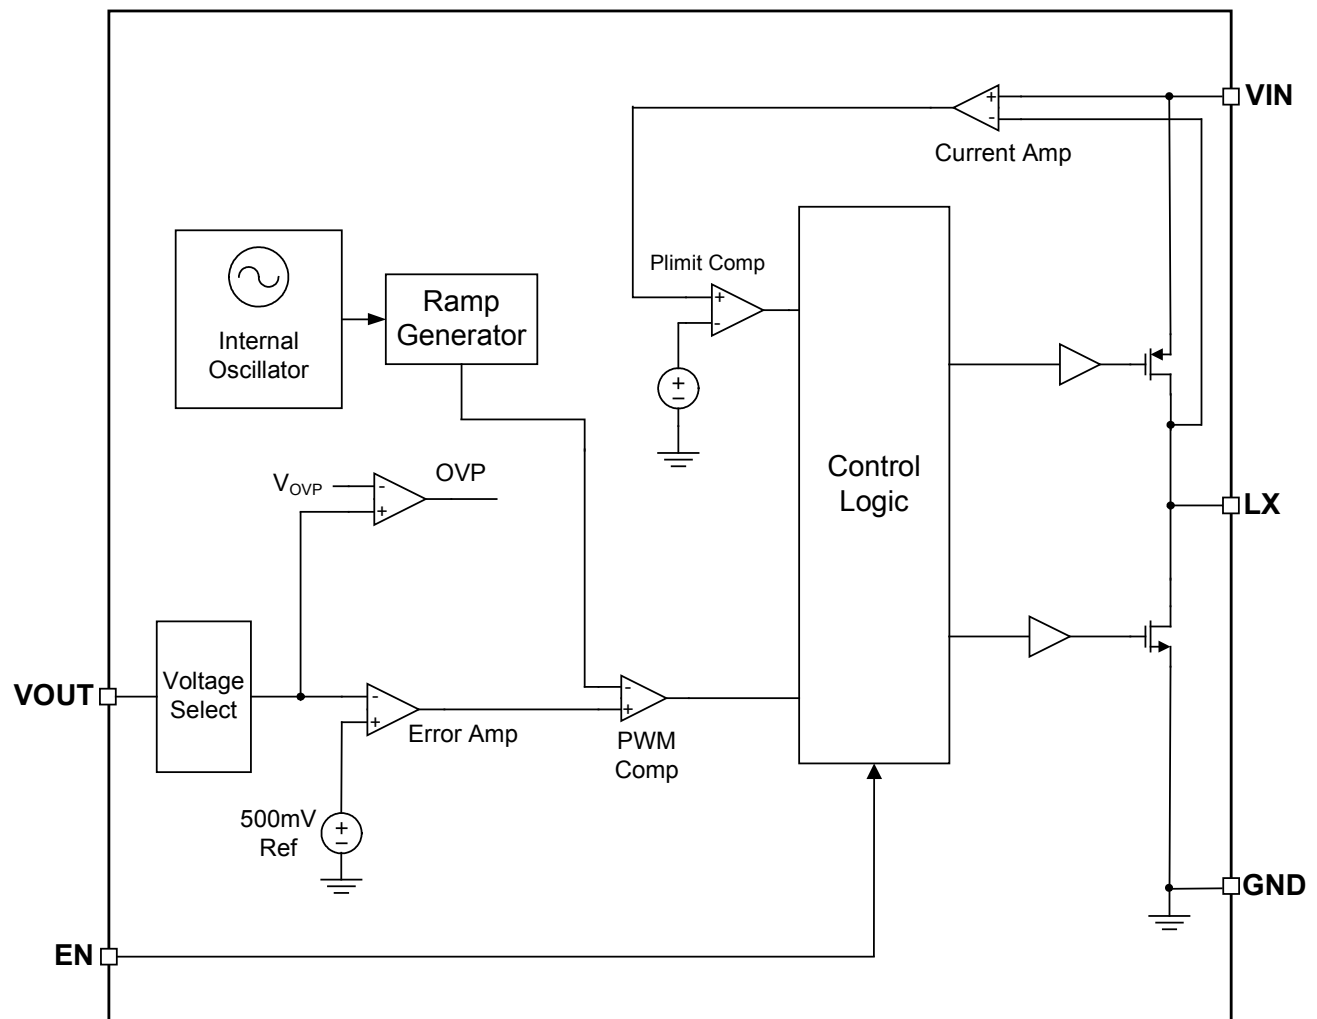 VIN
+
-
Current Amp
Plimit Comp
+
-
+
−
Internal
Oscillator
Ramp
Generator
Control
Logic
VOVP
-
+
OVP
LX
Voltage
Select
VOUT
-
+
Error Amp
-
+
PWM
Comp
500mV
Ref
+
−
GND
EN